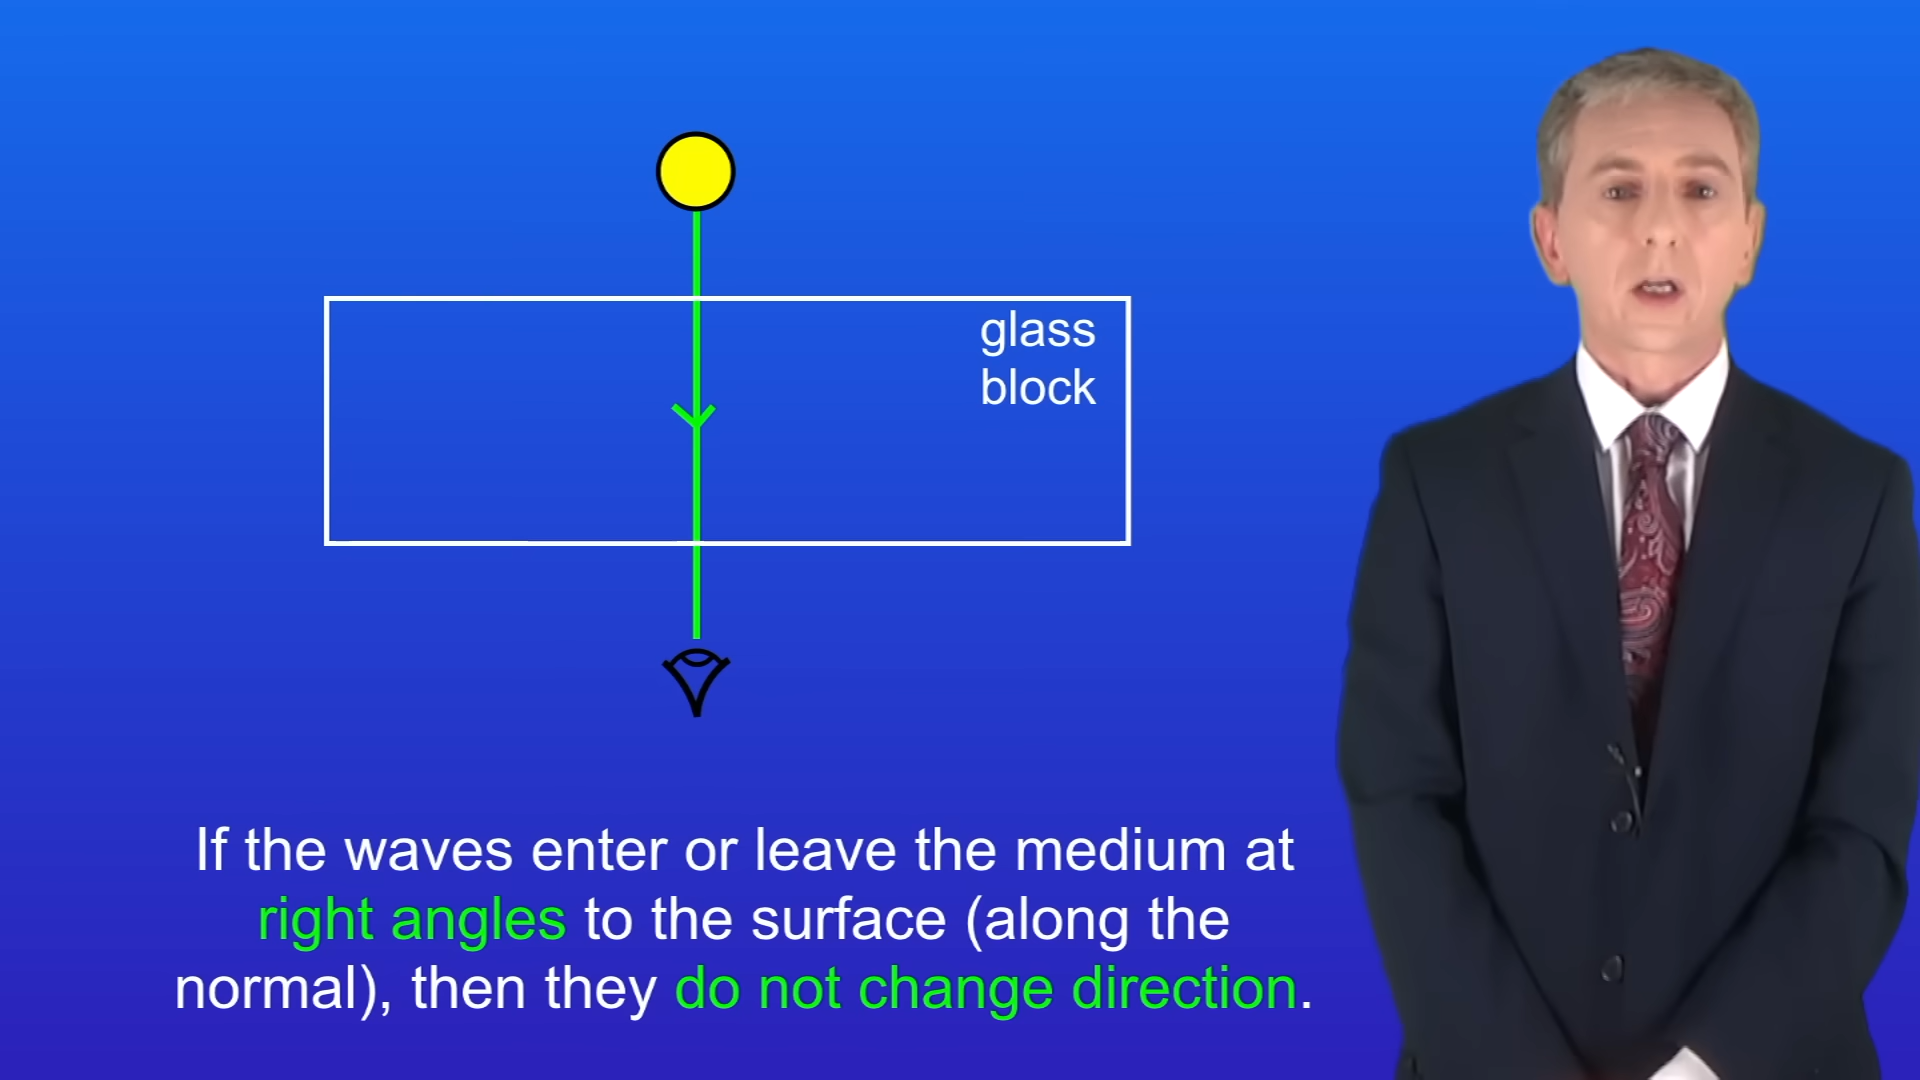 glass
block
If the waves enter or leave the medium at
right angles to the surface (along the
normal), then they do not change direction.